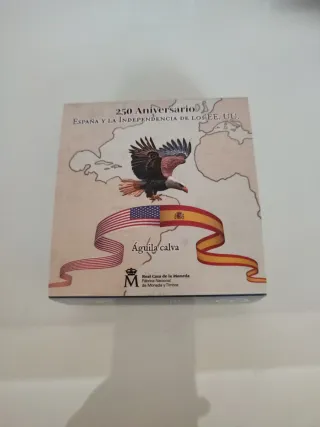 250 Aniversario
España y la Independencia de los EE. UU.
Águila calva
M
Real Casa de la Moneda
Fábrica Nacional
de Moneda y Timbre